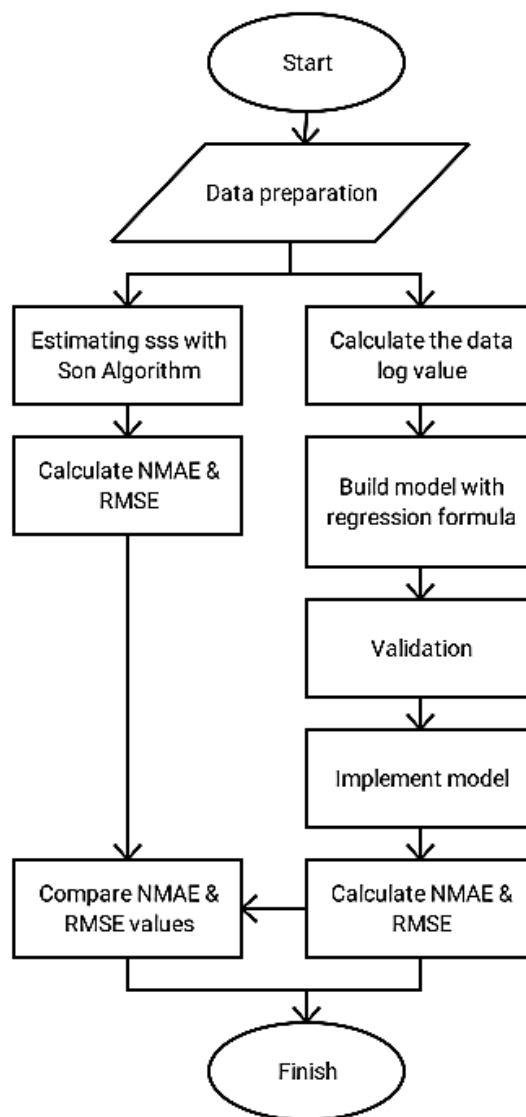 Start
Data preparation
Estimating sss with
Son Algorithm
Calculate the data
log value
Calculate NMAE &
RMSE
Build model with
regression formula
Validation
Implement model
Compare NMAE &
RMSE values
Calculate NMAE &
RMSE
Finish